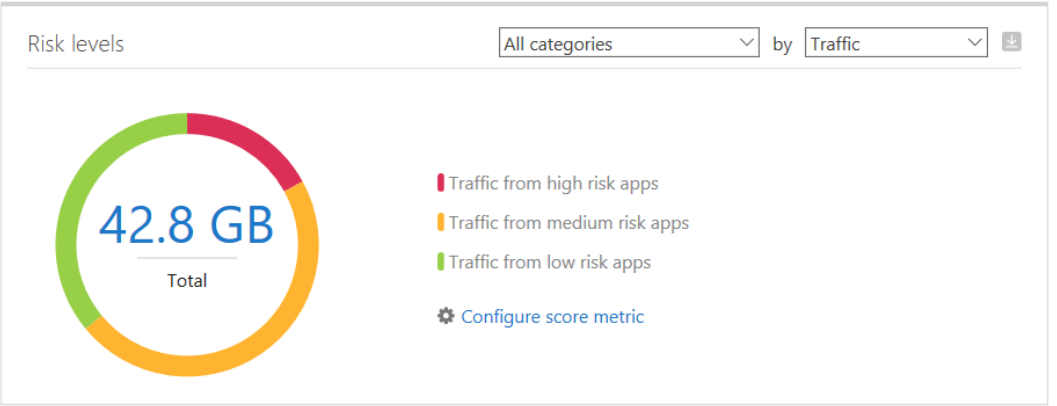 Risk levels
All categories by Traffic
42.8 GB
Total
Traffic from high risk apps
Traffic from medium risk apps
Traffic from low risk apps
Configure score metric